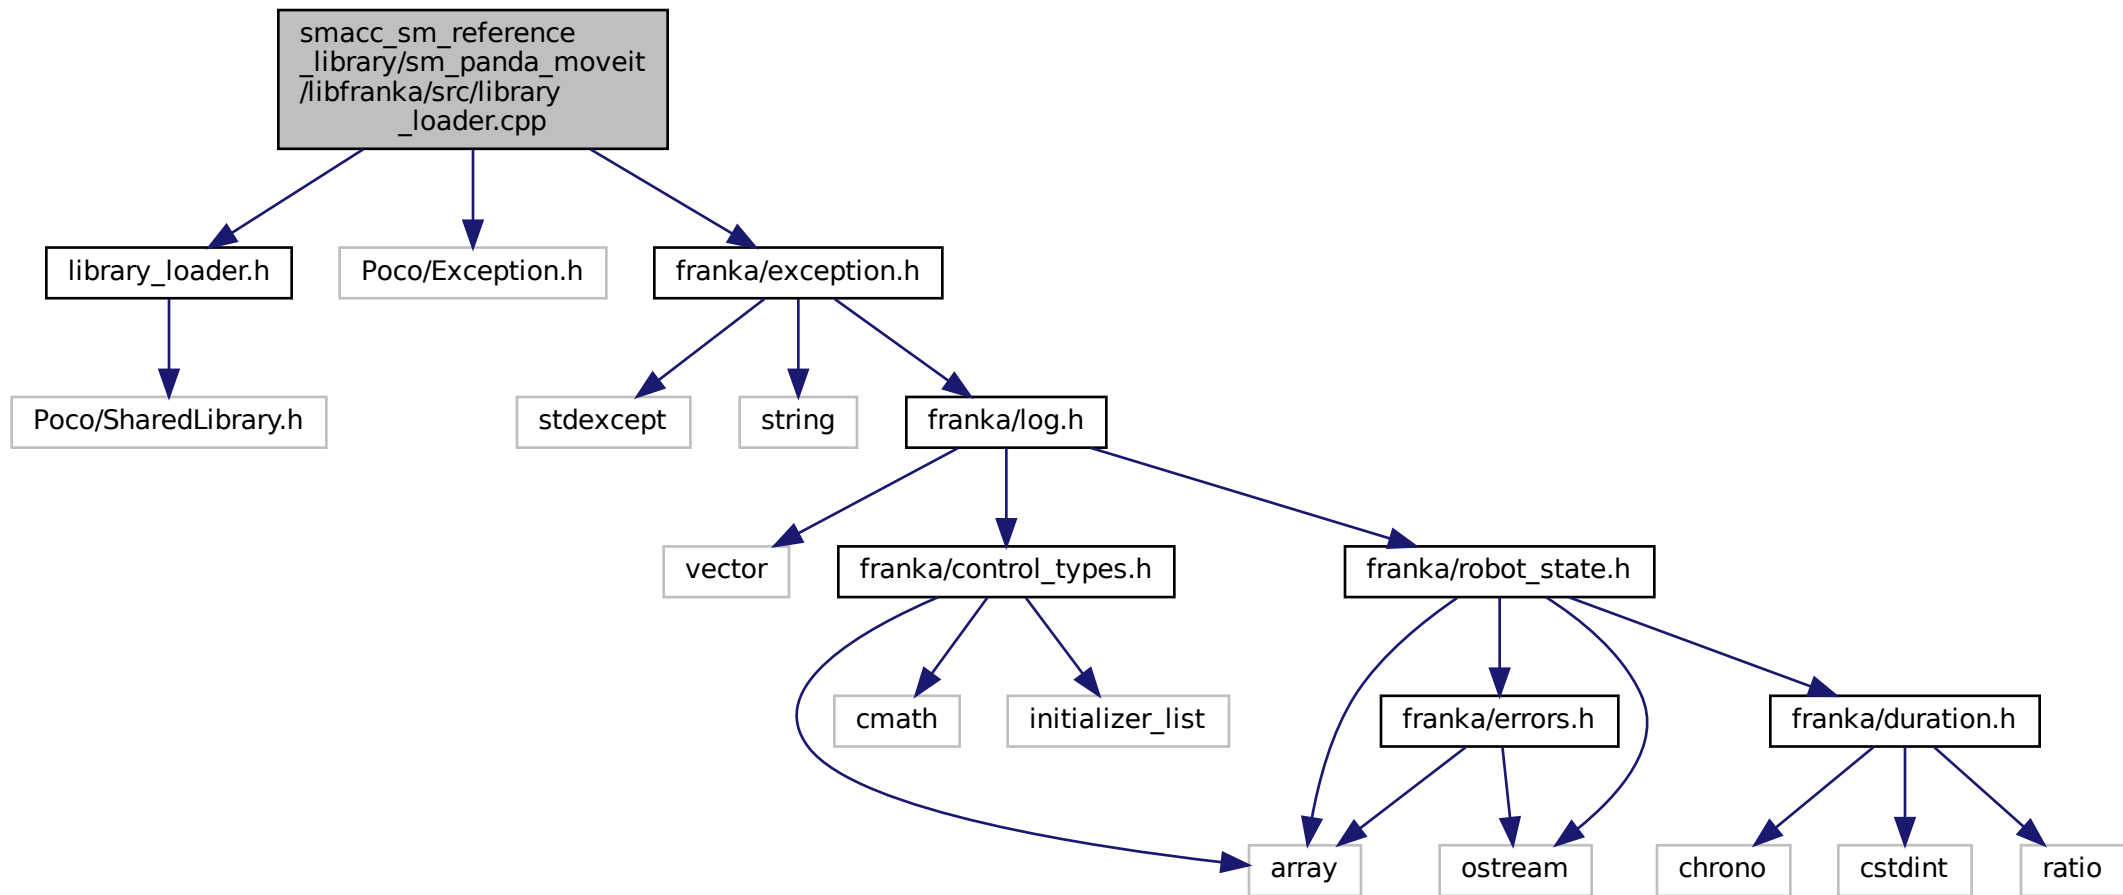 smacc_sm_reference
_library/sm_panda_moveit
/libfranka/src/library
_loader.cpp
library_loader.h
Poco/Exception.h
franka/exception.h
Poco/SharedLibrary.h
stdexcept
string
franka/log.h
vector
franka/control_types.h
franka/robot_state.h
cmath
initializer_list
franka/errors.h
franka/duration.h
array
ostream
chrono
cstdint
ratio